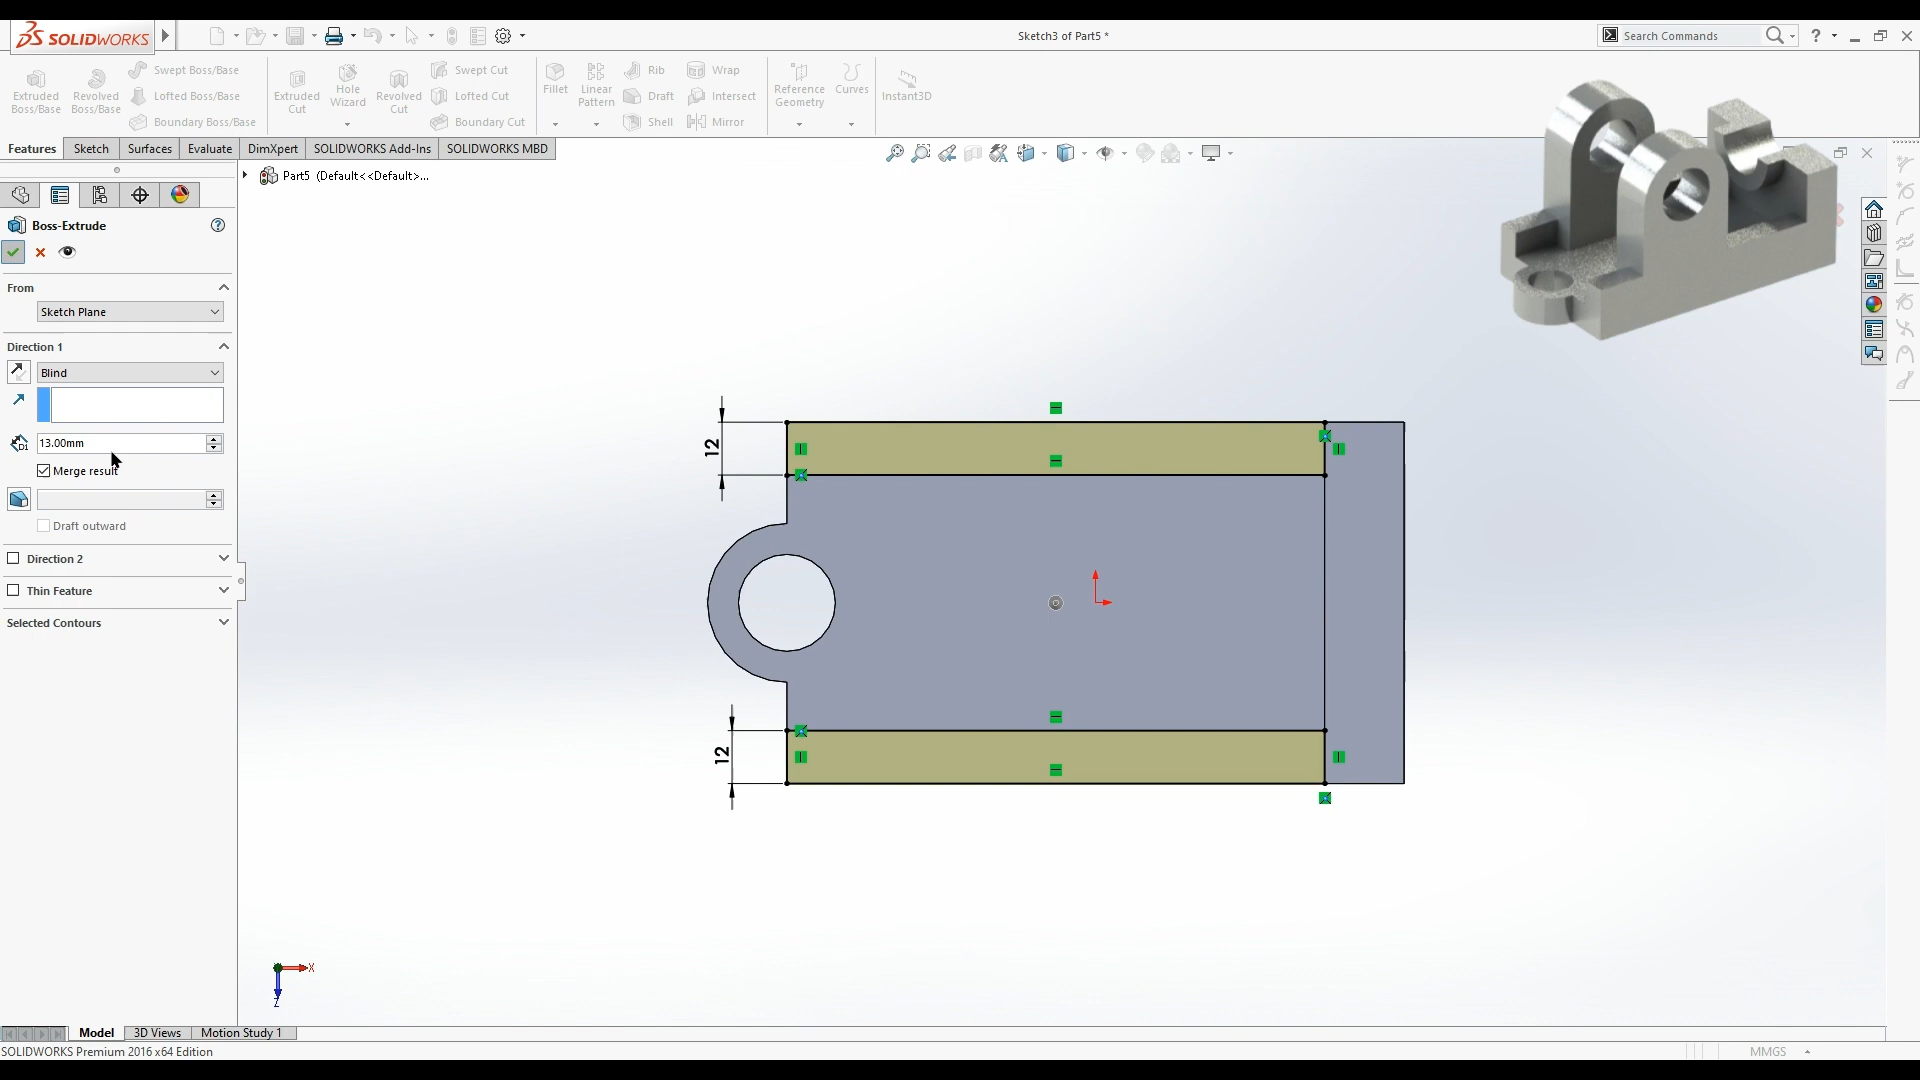 SOLIDWORKS
Sketch3 of Part5 *
Search Commands
?
Extruded Boss/Base
Revolved Boss/Base
Swept Boss/Base
Lofted Boss/Base
Boundary Boss/Base
Extruded Cut
Hole Wizard
Revolved Cut
Swept Cut
Lofted Cut
Boundary Cut
Fillet
Linear Pattern
Rib
Draft
Shell
Wrap
Intersect
Mirror
Reference Geometry
Curves
Instant3D
Features
Sketch
Surfaces
Evaluate
DimXpert
SOLIDWORKS Add-Ins
SOLIDWORKS MBD
Part5 (Default<<Default>...
Boss-Extrude
?
From
Sketch Plane
Direction 1
Blind
D1
13.00mm
Merge result
Draft outward
Direction 2
Thin Feature
Selected Contours
12
12
X
Z
Model
3D Views
Motion Study 1
SOLIDWORKS Premium 2016 x64 Edition
MMGS